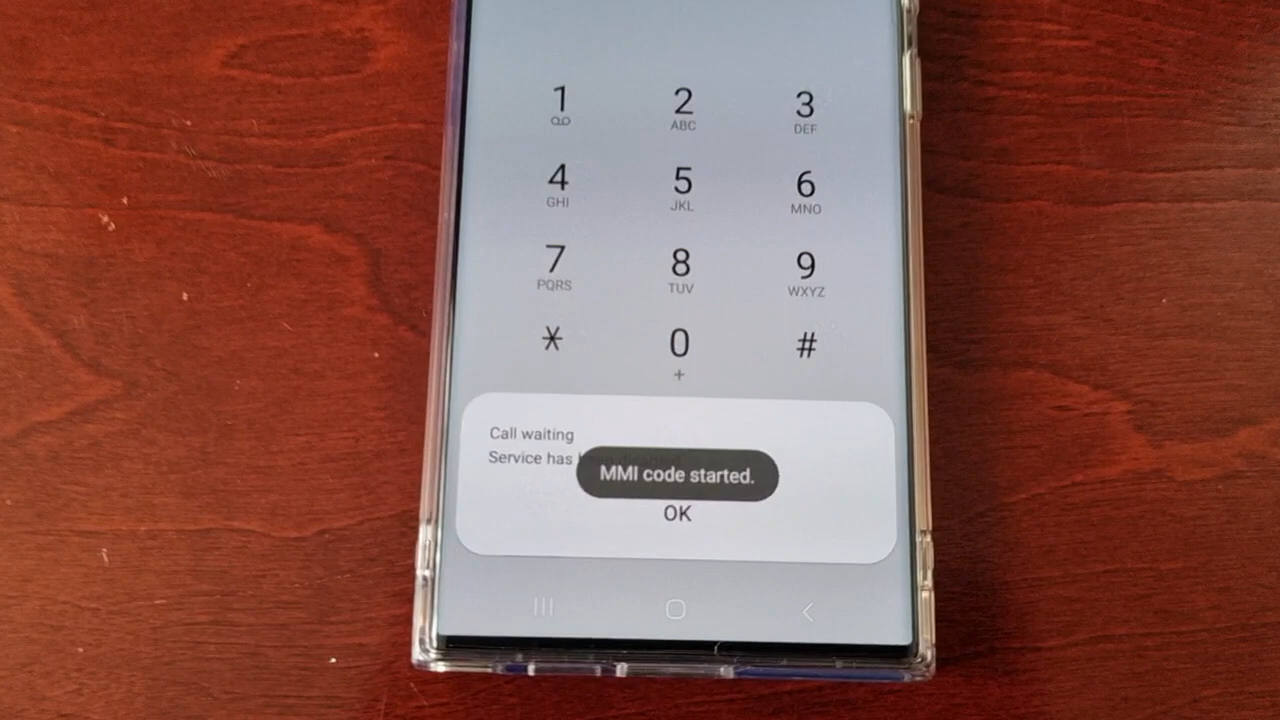 1 2 3
ABC DEF
4 5 6
GHI JKL MNO
7 8 9
PQRS TUV WXYZ
* 0 #
+
Call waiting
Service has
MMI code started.
OK